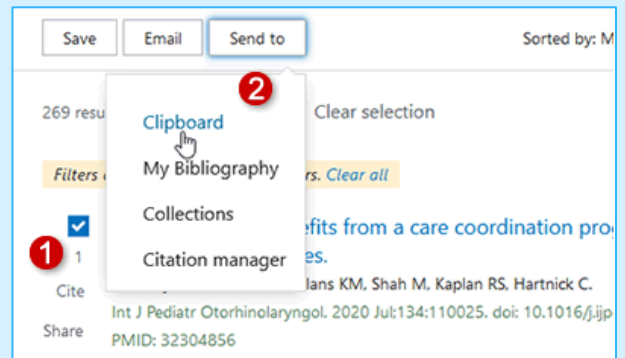 Save Email Send to Sorted by: M
2
269 resu Clipboard Clear selection
My Bibliography
Filters rs. Clear all
Collections
efits from a care coordination pro
1
1 Citation manager es.
Cite lans KM, Shah M, Kaplan RS, Hartnick C.
Int J Pediatr Otorhinolaryngol. 2020 Jul;134:110025. doi: 10.1016/j.ijp
Share
PMID: 32304856